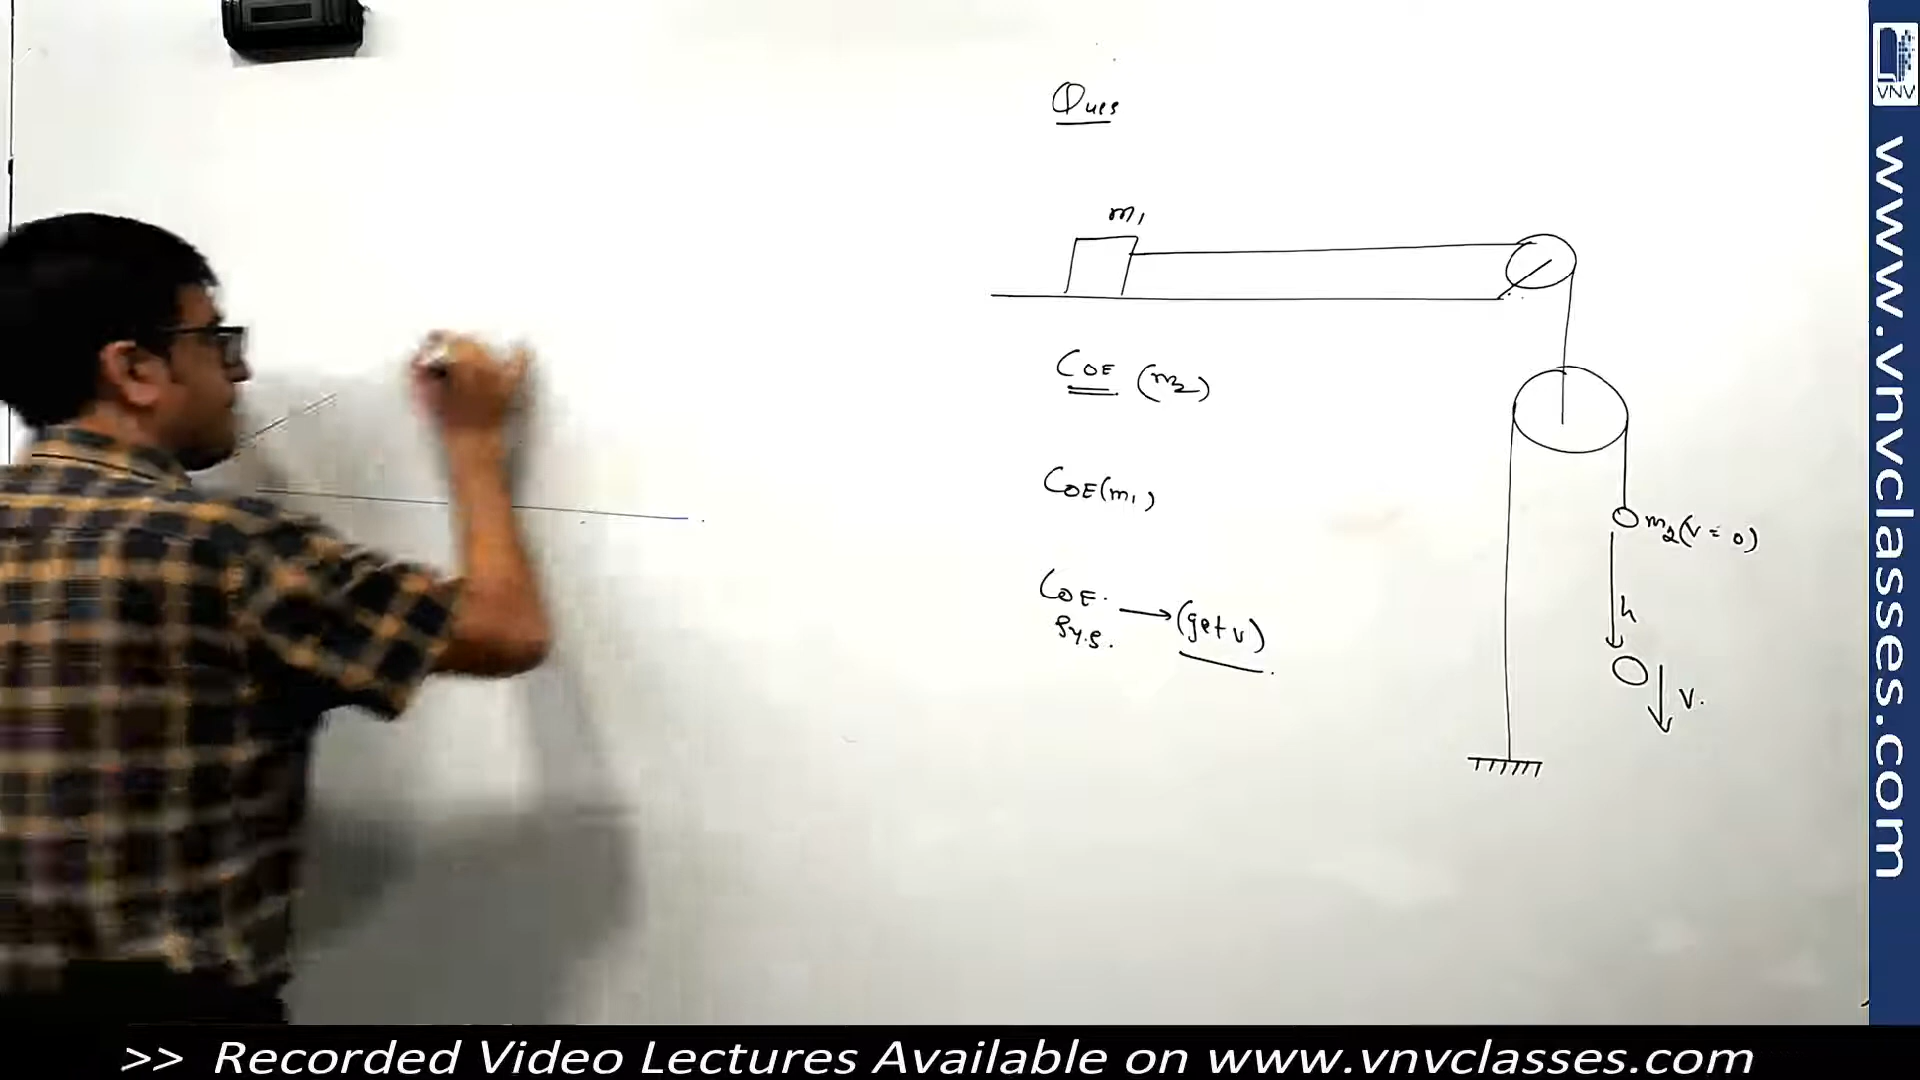 Ques
m1
COE (m2)
COE(m1)
m2(v = 0)
h
COE. → (get v)
Sys.
v.
VNV
www.vnvclasses.com
>> Recorded Video Lectures Available on www.vnvclasses.com